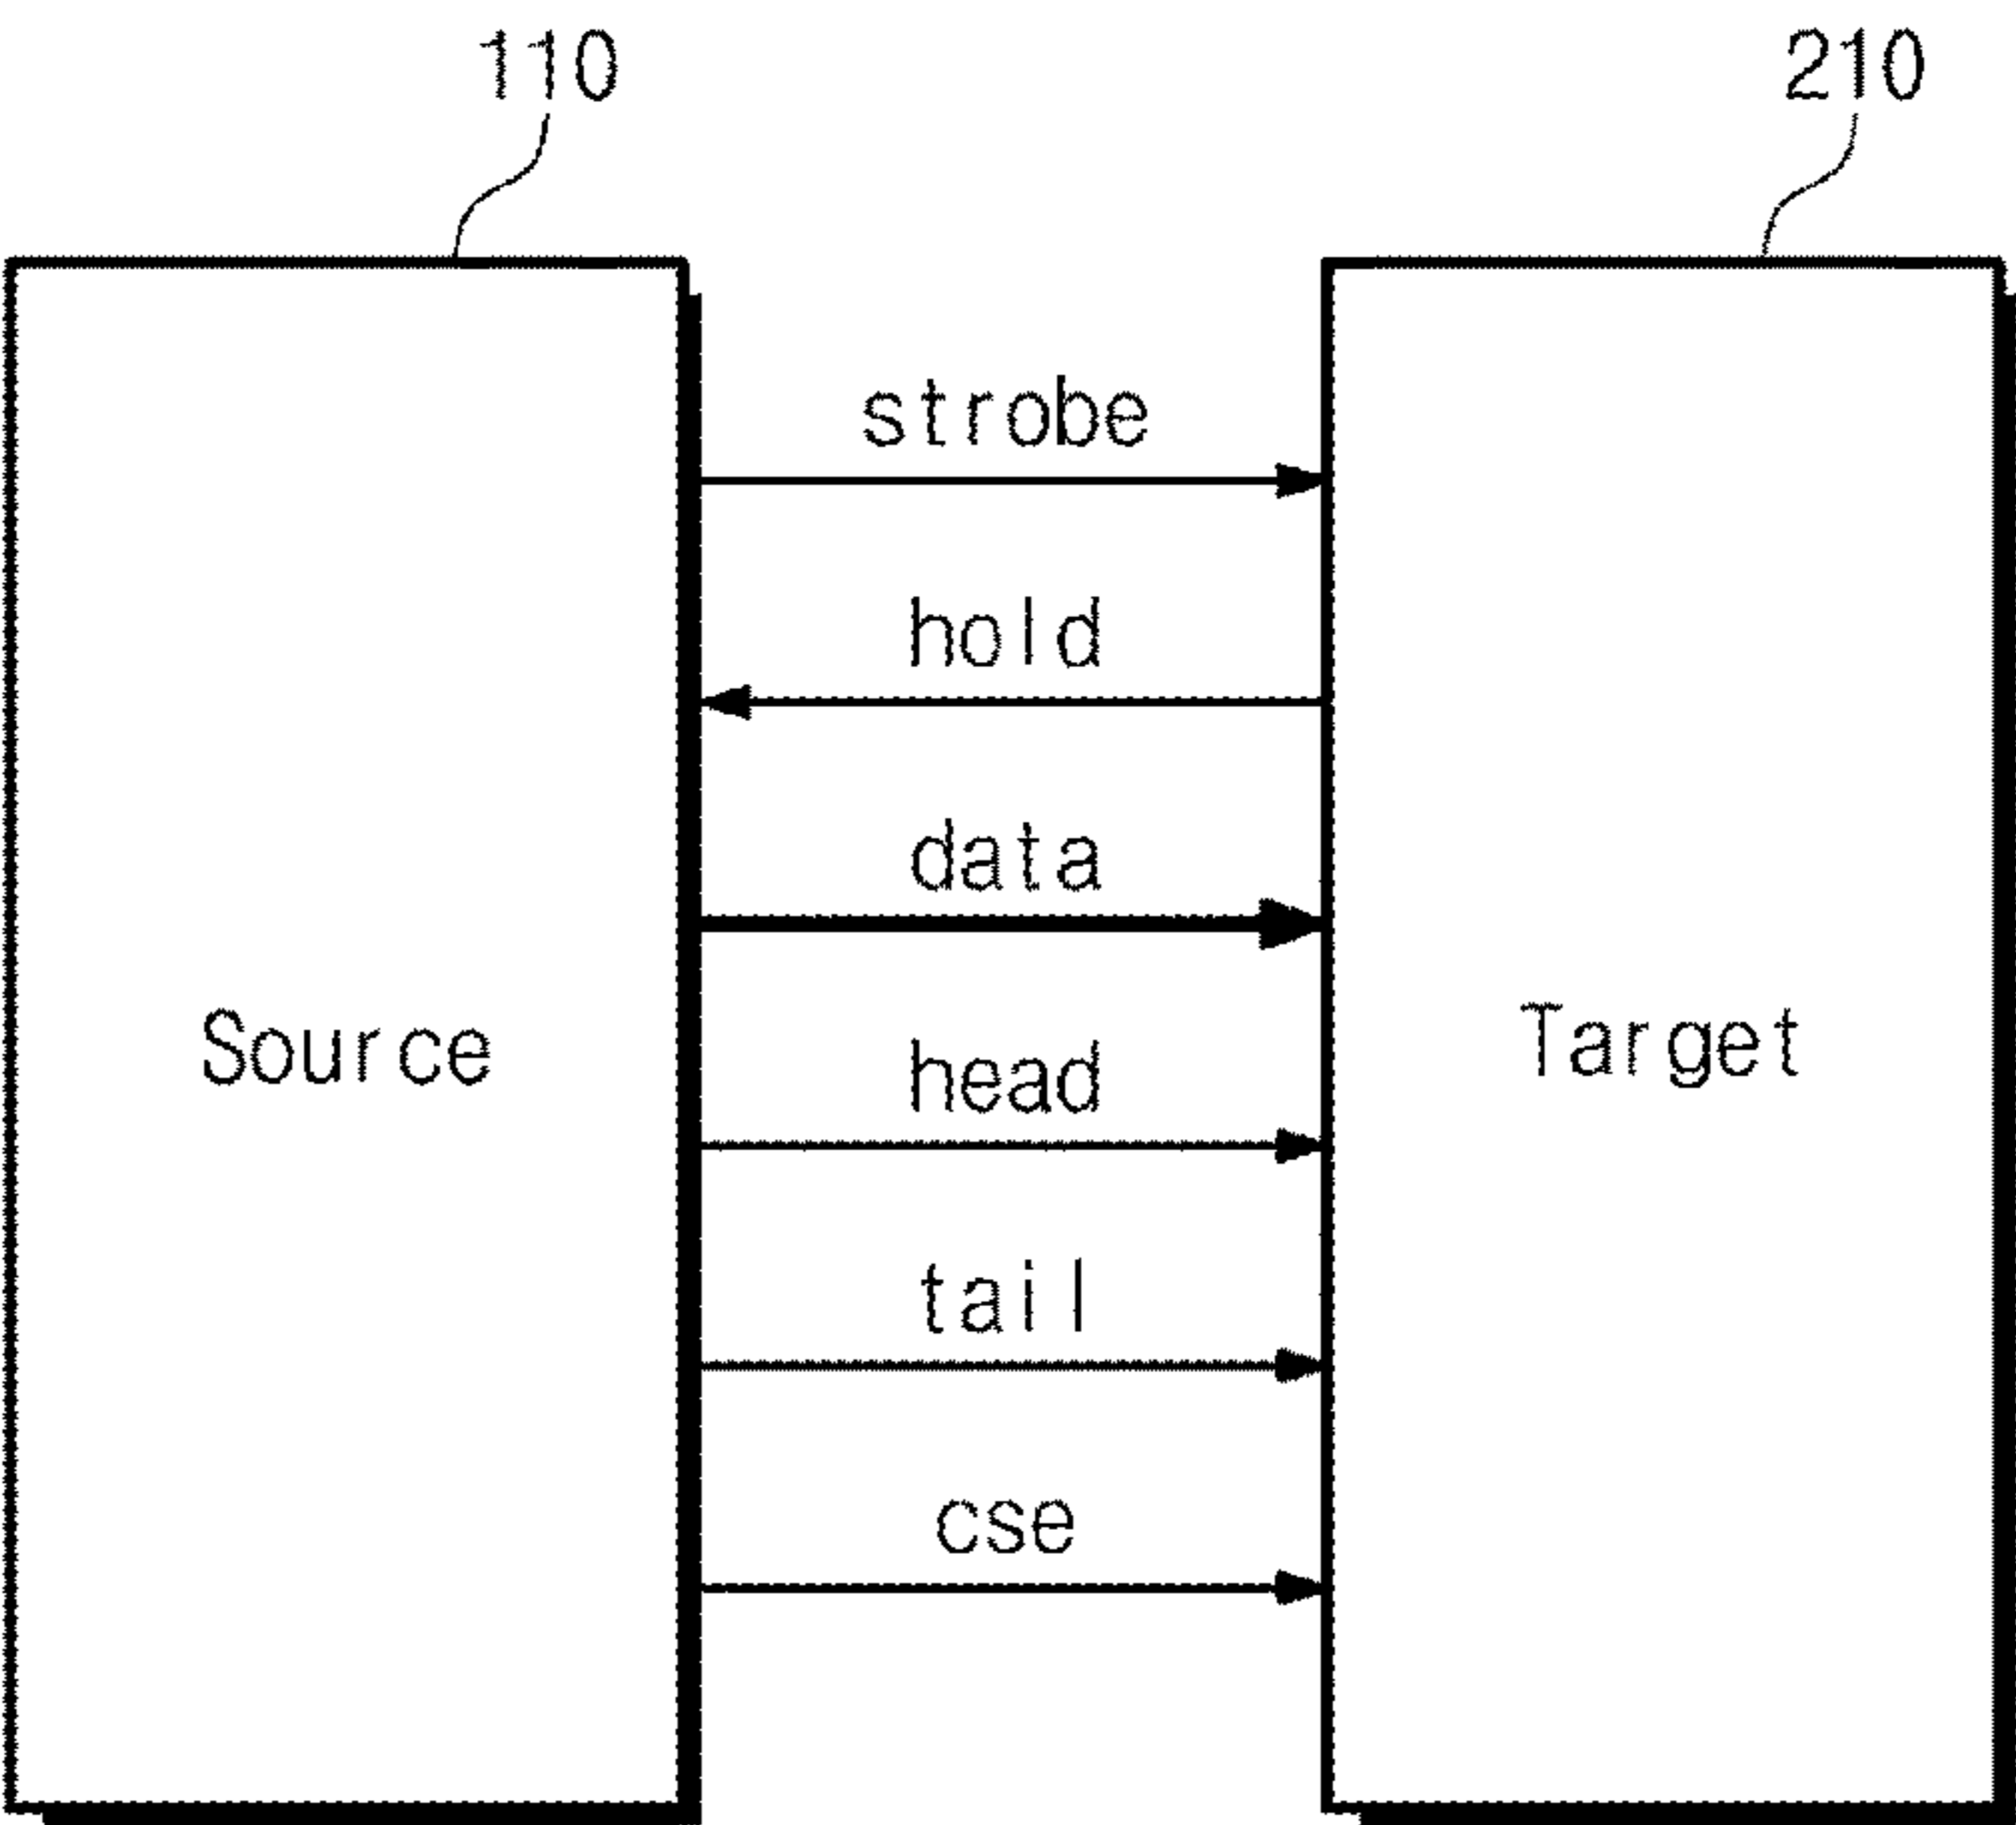 110
210
strobe
hold
data
Source
head
Target
tail
cse